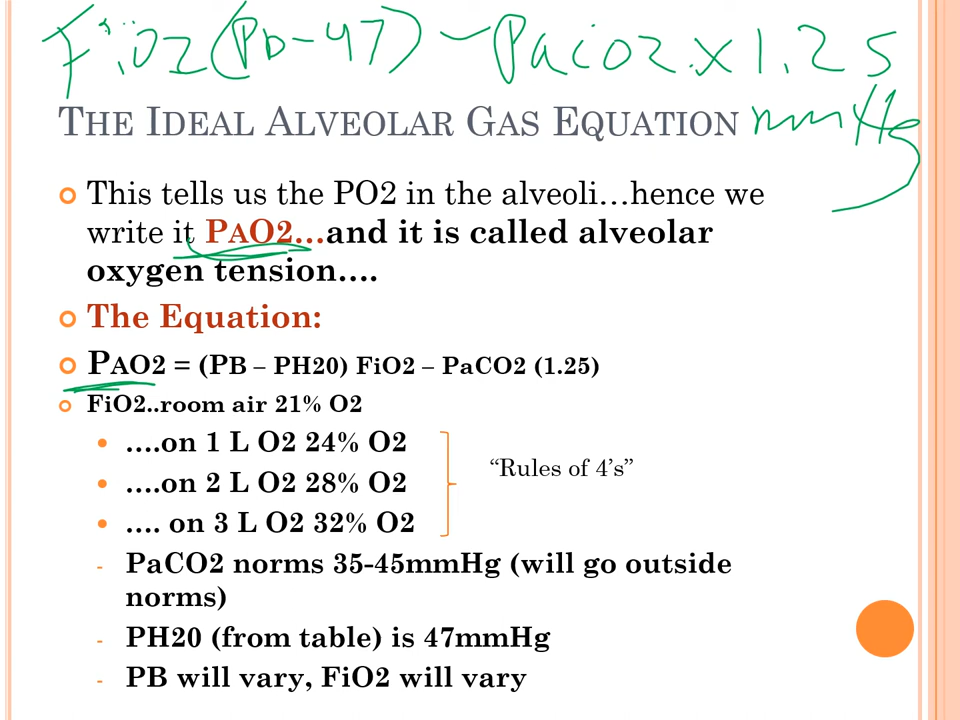 FiO2(Pb-47) - PaCO2 x 1.25
THE IDEAL ALVEOLAR GAS EQUATION mmHg
This tells us the PO2 in the alveoli…hence we
write it PAO2…and it is called alveolar
oxygen tension….
The Equation:
PAO2 = (PB – PH20) FiO2 – PaCO2 (1.25)
FiO2..room air 21% O2
….on 1 L O2 24% O2
….on 2 L O2 28% O2
“Rules of 4’s”
…. on 3 L O2 32% O2
- PaCO2 norms 35-45mmHg (will go outside
norms)
- PH20 (from table) is 47mmHg
- PB will vary, FiO2 will vary